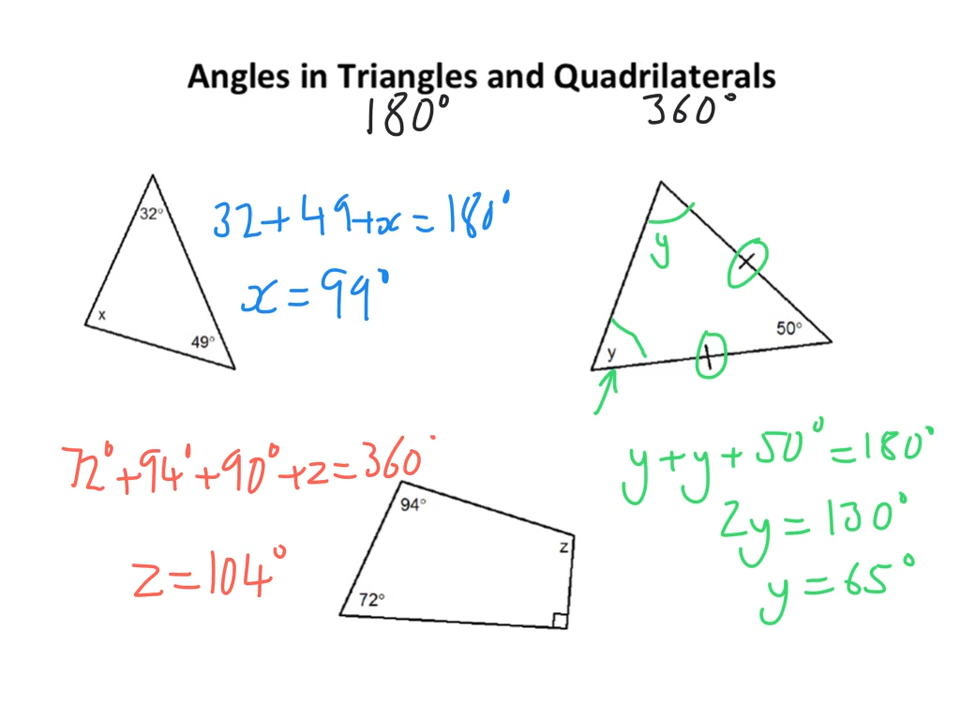 Angles in Triangles and Quadrilaterals
180° 360°
32°
x
49°
32+49+x=180°
x=99°
y
y
50°
y+y+50°=180°
2y=130°
y=65°
72°+94°+90°+z=360°
z=104°
94°
z
72°